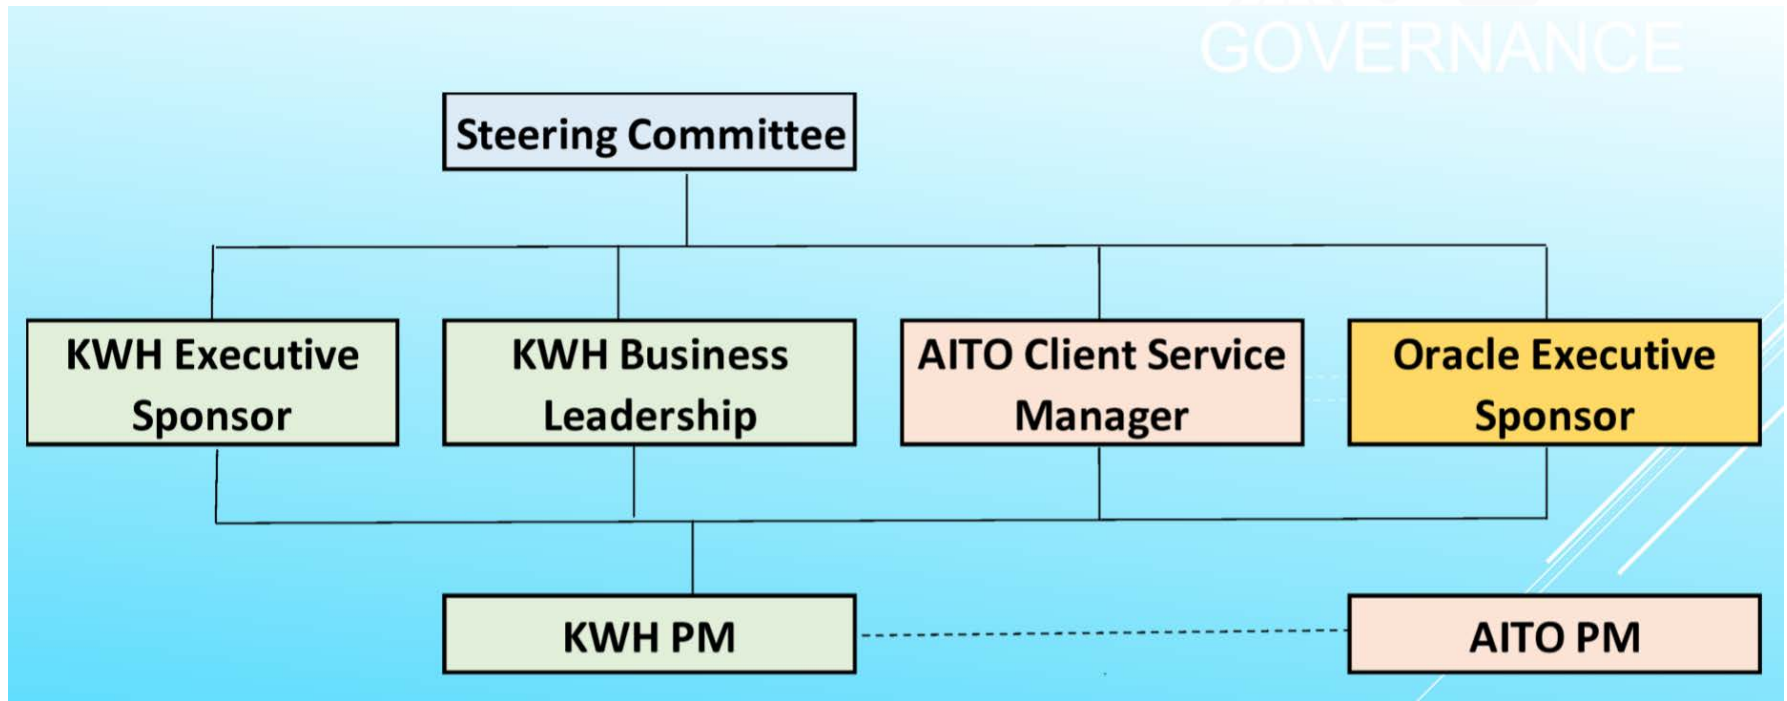 GOVERNANCE
Steering Committee
KWH Executive
Sponsor
KWH Business
Leadership
AITO Client Service
Manager
Oracle Executive
Sponsor
KWH PM
AITO PM